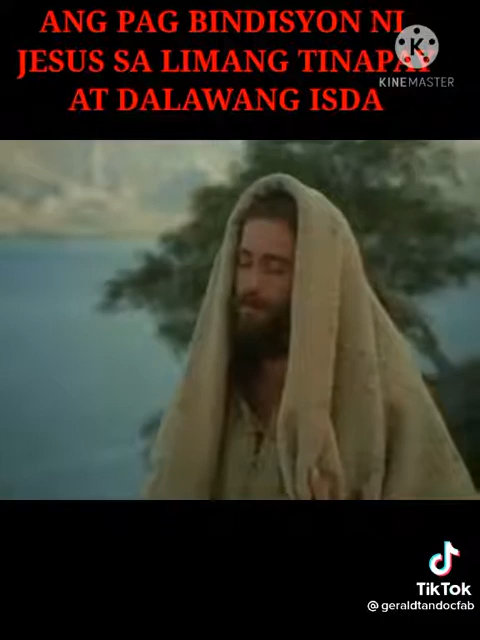 ANG PAG BINDISYON NI
JESUS SA LIMANG TINAPAY
AT DALAWANG ISDA
K
KINEMASTER
TikTok
@geraldtandocfab